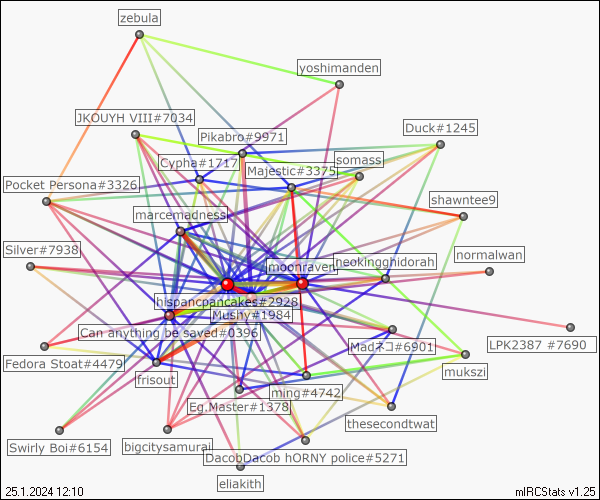 zebula
yoshimanden
JKOUYH VIII#7034
Duck#1245
Pikabro#9971
somass
Cypha#1717
Majestic#3375
Pocket Persona#3326
shawntee9
marcemadness
Silver#7938
normalwan
moonraven
neokingghidorah
hispancpancakes#2928
Mushy#1984
Can anything be saved#0396
Madネコ#6901
LPK2387 #7690
Fedora Stoat#4479
frisout
mukszi
ming#4742
Eg.Master#1378
thesecondtwat
Swirly Boi#6154
bigcitysamurai
DacobDacob hORNY police#5271
eliakith
25.1.2024 12:10
mIRCStats v1.25